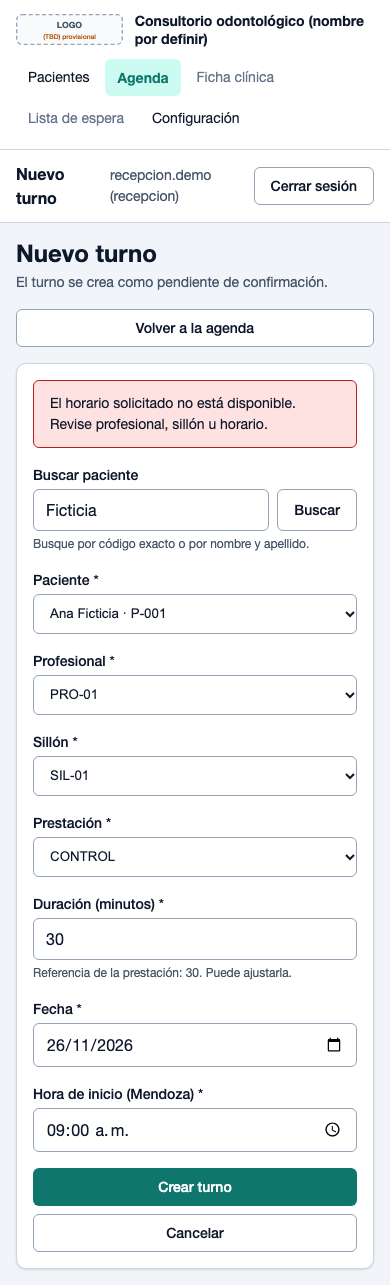 LOGO
(TBD) provisional
Consultorio odontológico (nombre
por definir)
Pacientes
Agenda
Ficha clínica
Lista de espera
Configuración
Nuevo
turno
recepcion.demo
(recepcion)
Cerrar sesión
Nuevo turno
El turno se crea como pendiente de confirmación.
Volver a la agenda
El horario solicitado no está disponible.
Revise profesional, sillón u horario.
Buscar paciente
Ficticia
Buscar
Busque por código exacto o por nombre y apellido.
Paciente *
Ana Ficticia · P-001
Profesional *
PRO-01
Sillón *
SIL-01
Prestación *
CONTROL
Duración (minutos) *
30
Referencia de la prestación: 30. Puede ajustarla.
Fecha *
26/11/2026
Hora de inicio (Mendoza) *
09:00 a. m.
Crear turno
Cancelar